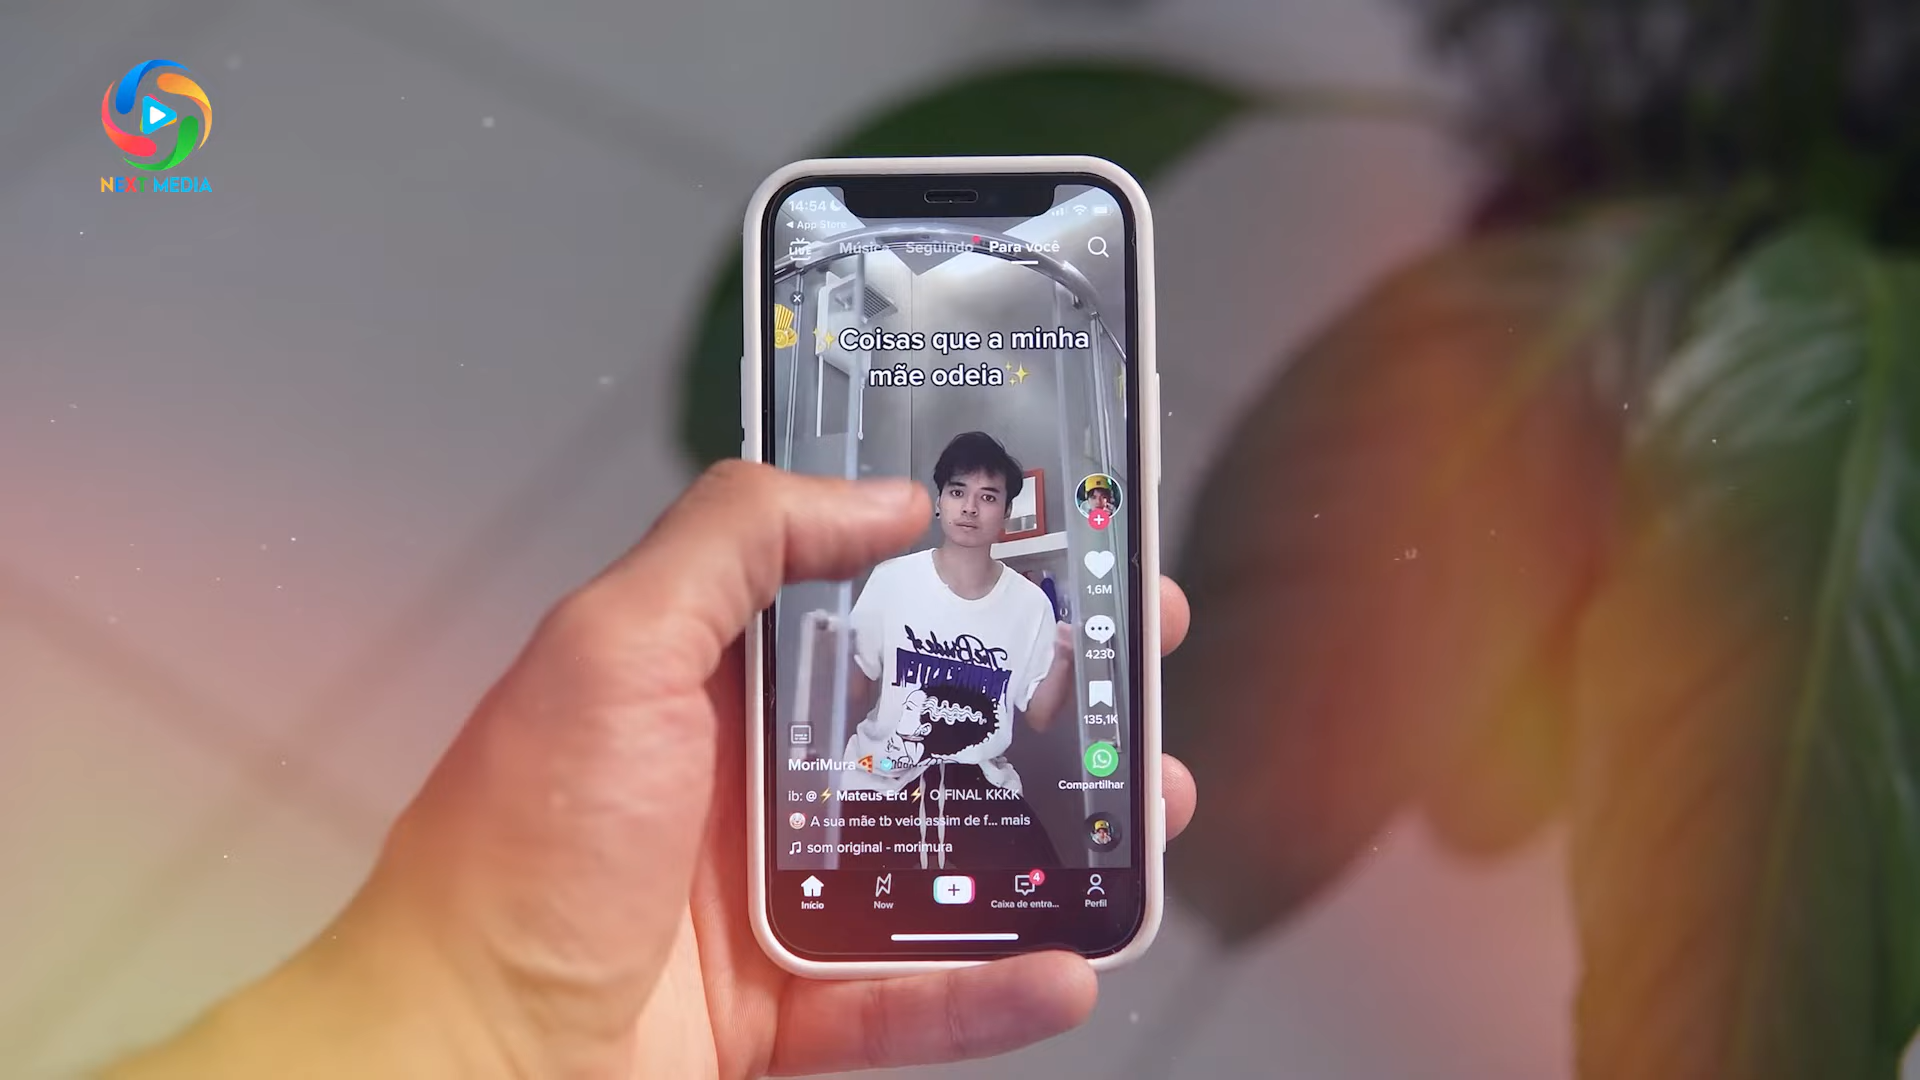 NEXT MEDIA
14:54
App Store
LIVE
Música
Seguindo
Para você
✨Coisas que a minha
mãe odeia✨
1,6M
4230
135,1K
Compartilhar
MoriMura🍕
ib: @⚡Mateus Erd⚡ O FINAL KKKK
🤡 A sua mãe tb veio assim de f... mais
som original - morimura
Início
Now
4
Caixa de entra...
Perfil